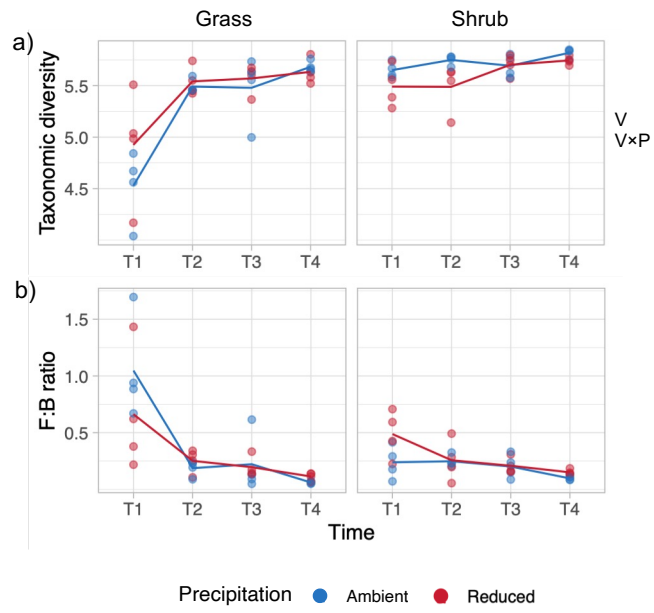 Grass Shrub
a)
Taxonomic diversity
5.5
5.0
4.5
V
V×P
T1 T2 T3 T4 T1 T2 T3 T4
b)
F:B ratio
1.5
1.0
0.5
T1 T2 T3 T4 T1 T2 T3 T4
Time
Precipitation Ambient Reduced